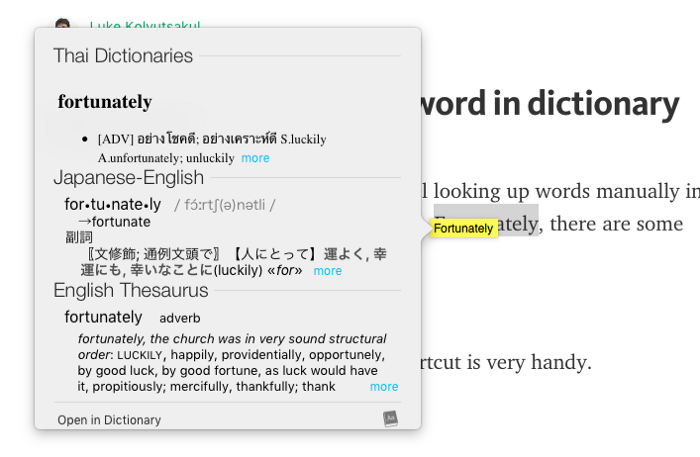 Luke Kolyutsakul
Thai Dictionaries
fortunately
• [ADV] อย่างโชคดี; อย่างเคราะห์ดี S.luckily
A.unfortunately; unluckily more
Japanese-English
for•tu•nate•ly / fɔ́ːrtʃ(ə)nətli /
→fortunate
副詞
〖文修飾; 通例文頭で〗【人にとって】運よく, 幸
運にも, 幸いなことに(luckily) «for» more
English Thesaurus
fortunately adverb
fortunately, the church was in very sound structural
order: LUCKILY, happily, providentially, opportunely,
by good luck, by good fortune, as luck would have
it, propitiously; mercifully, thankfully; thank more
Open in Dictionary
Aa
word in dictionary
looking up words manually in
Fortunately, there are some
Fortunately
is very handy.